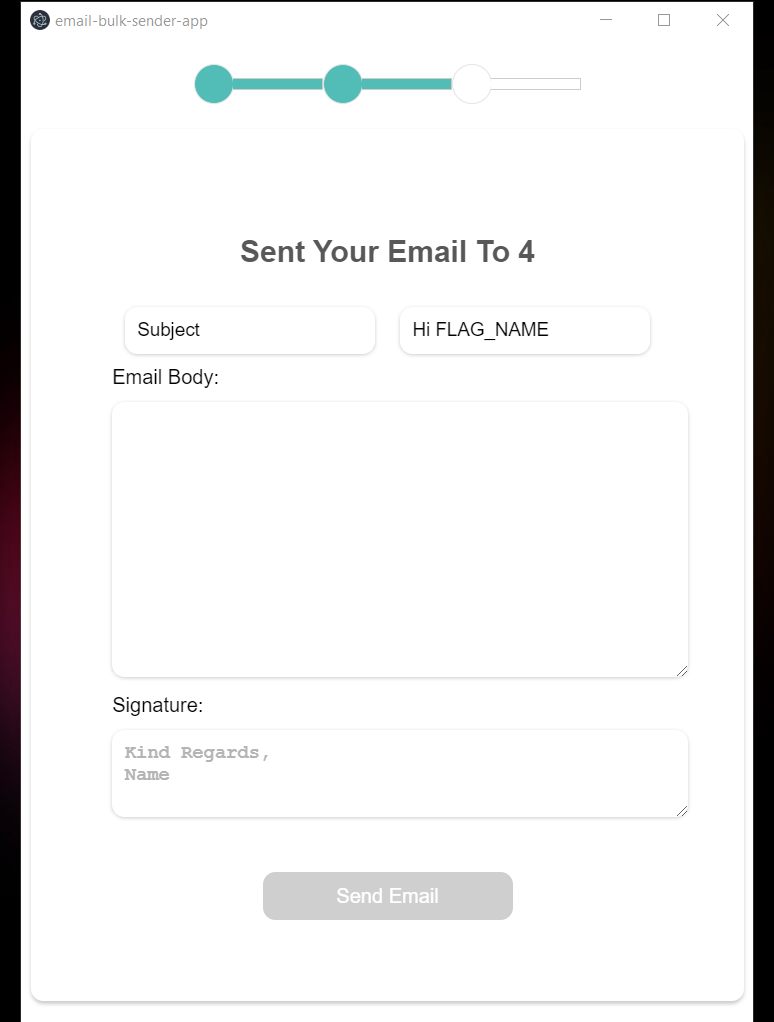 email-bulk-sender-app
Sent Your Email To 4
Subject
Hi FLAG_NAME
Email Body:
Signature:
Kind Regards,
Name
Send Email